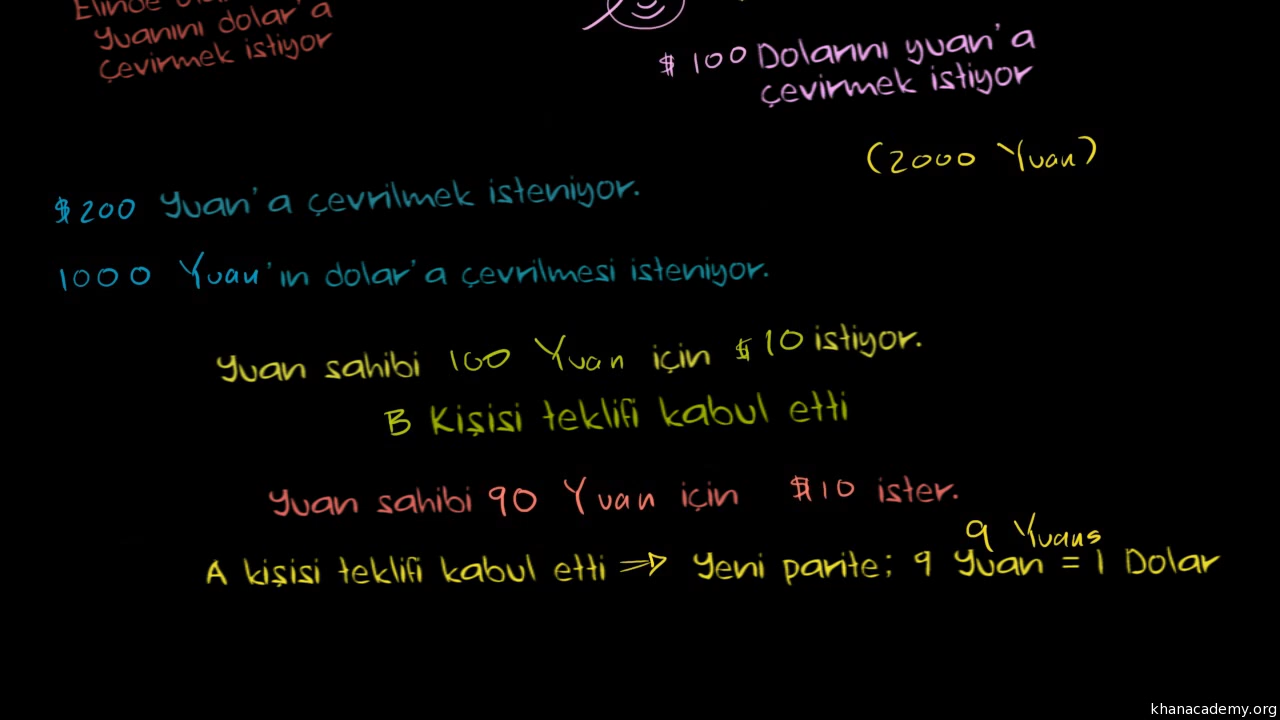 Elinde
yuanını dolar'a
çevirmek istiyor
$ 100 Dolarını yuan'a
çevirmek istiyor
(2000 Yuan)
$200 Yuan'a çevrilmek isteniyor.
1000 Yuan'ın dolar'a çevrilmesi isteniyor.
Yuan sahibi 100 Yuan için $10 istiyor.
B Kişisi teklifi kabul etti
Yuan sahibi 90 Yuan için $10 ister.
9 Yuans
A kişisi teklifi kabul etti => Yeni parite; 9 Yuan = 1 Dolar
khanacademy.org